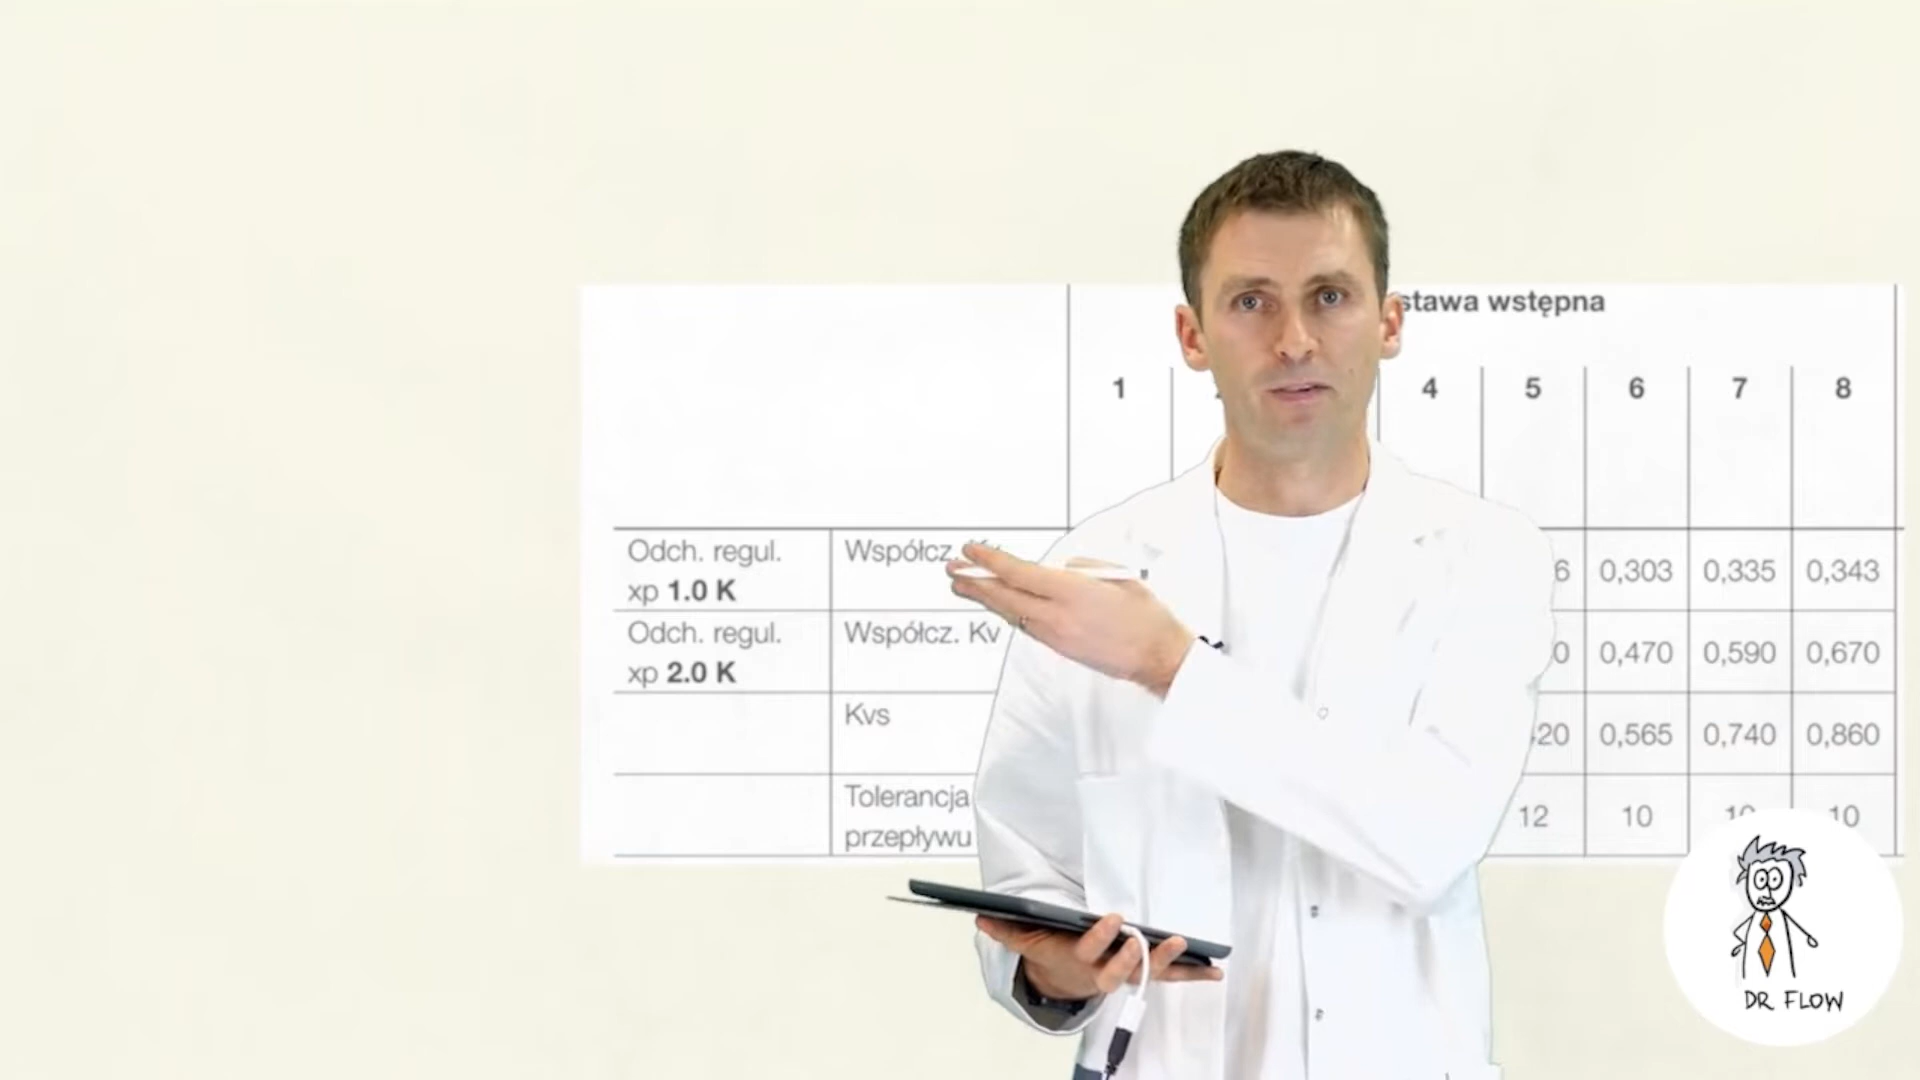 wstępna
1 4 5 6 7 8
Odch. regul. Współcz.
xp 1.0 K 0,303 0,335 0,343
Odch. regul. Współcz. Kv
xp 2.0 K 0,470 0,590 0,670
Kvs 0,565 0,740 0,860
Tolerancja
przepływu 12 10 10 10
DR FLOW